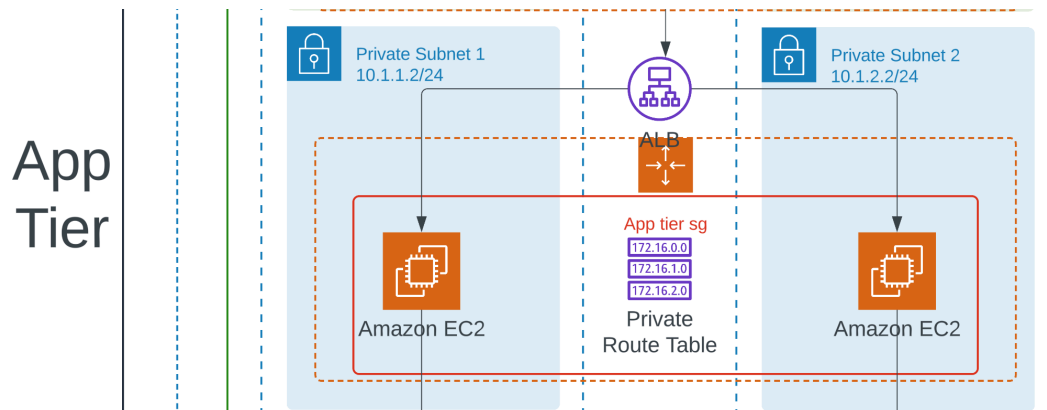 App
Tier
Private Subnet 1
10.1.1.2/24
Private Subnet 2
10.1.2.2/24
ALB
App tier sg
172.16.0.0
172.16.1.0
172.16.2.0
Amazon EC2
Private
Route Table
Amazon EC2